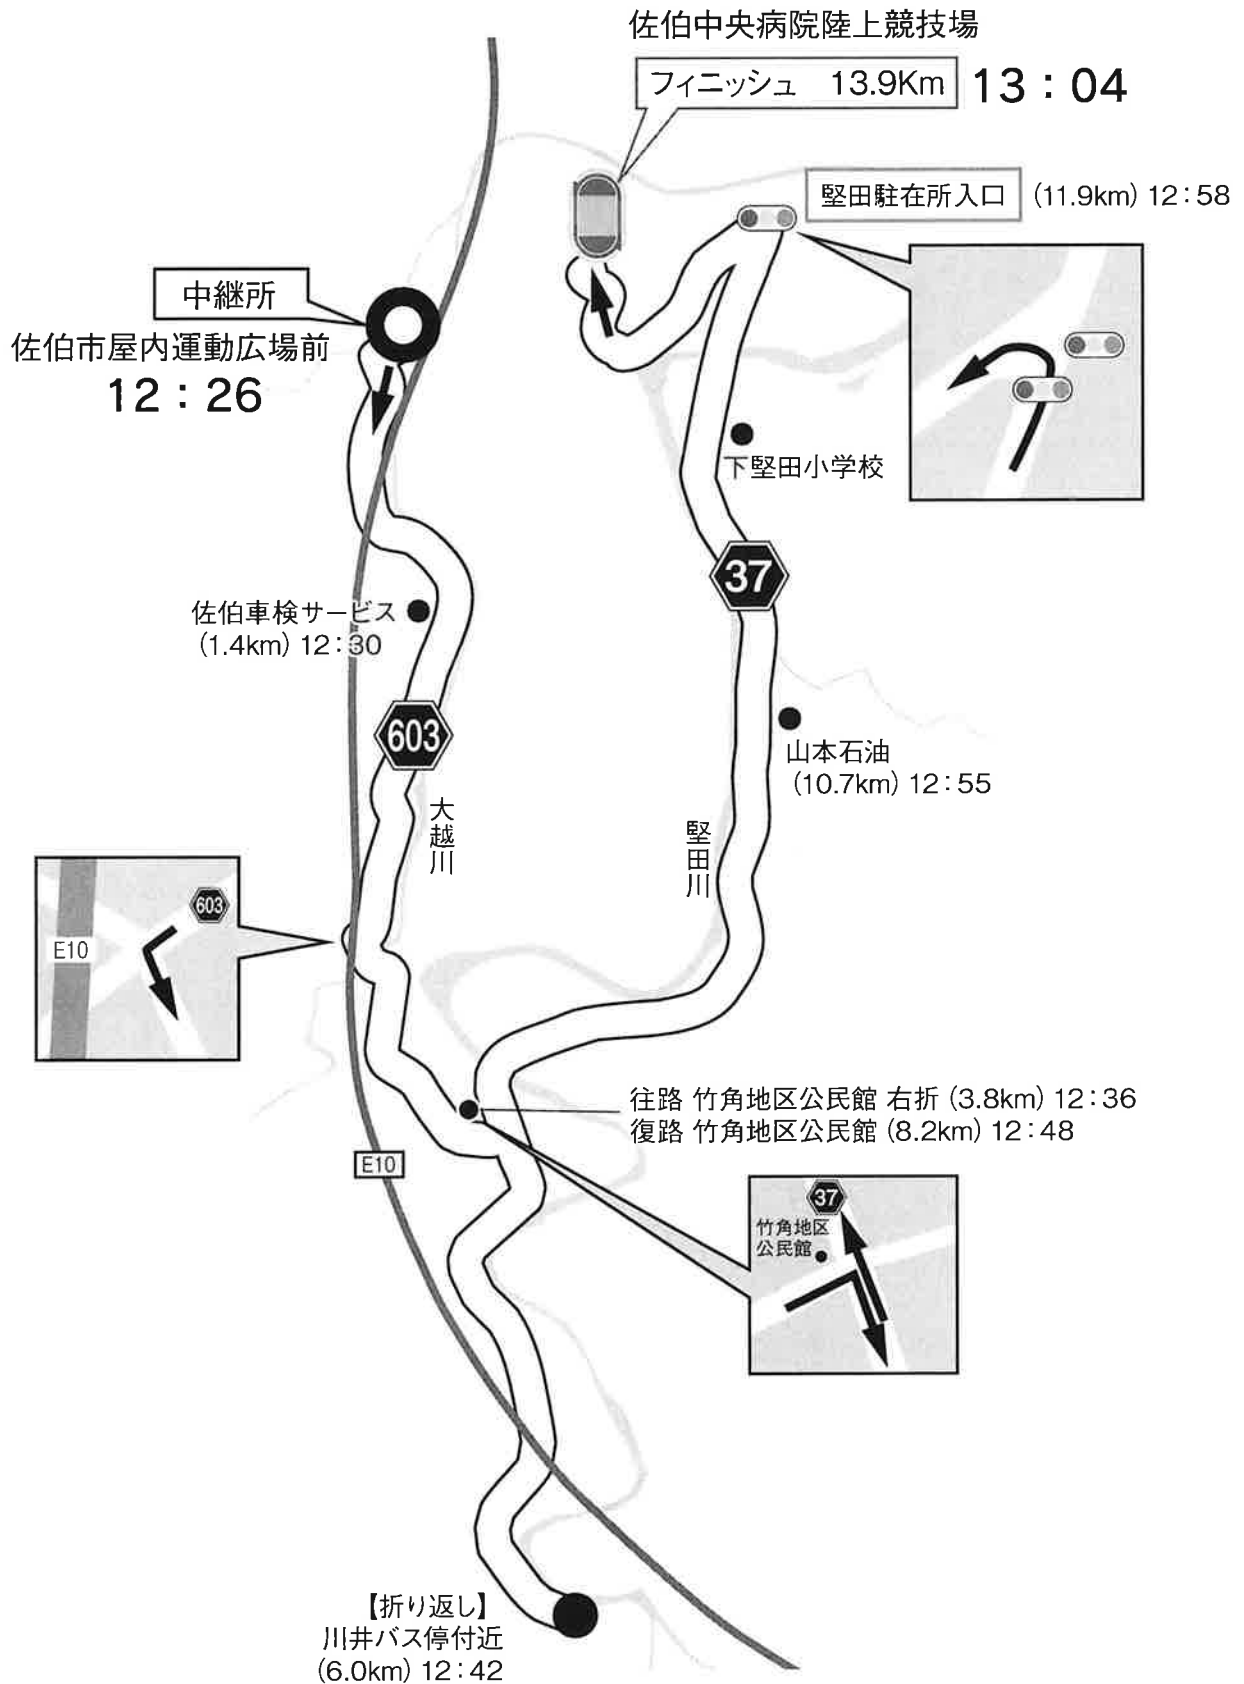 佐伯中央病院陸上競技場
フィニッシュ 13.9Km 13：04
堅田駐在所入口 (11.9km) 12：58
中継所
佐伯市屋内運動広場前
12：26
下堅田小学校
37
佐伯車検サービス
(1.4km) 12：30
603
山本石油
(10.7km) 12：55
大越川
堅田川
603
E10
往路 竹角地区公民館 右折 (3.8km) 12：36
復路 竹角地区公民館 (8.2km) 12：48
E10
37
竹角地区
公民館
【折り返し】
川井バス停付近
(6.0km) 12：42